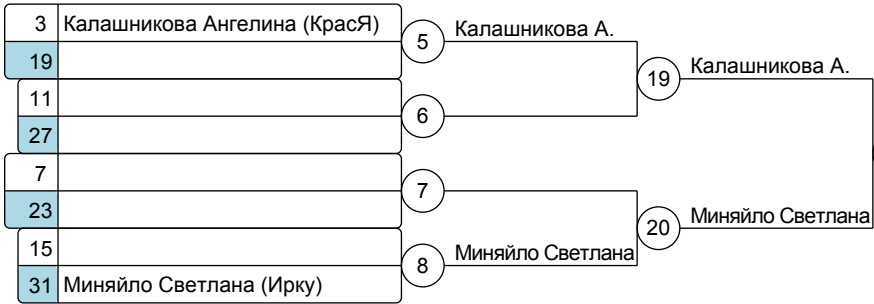 3 Калашникова Ангелина (КрасЯ)
19
11
27
7
23
15
31 Миняйло Светлана (Ирку)
5 Калашникова А.
6
7
8 Миняйло Светлана
19 Калашникова А.
20 Миняйло Светлана